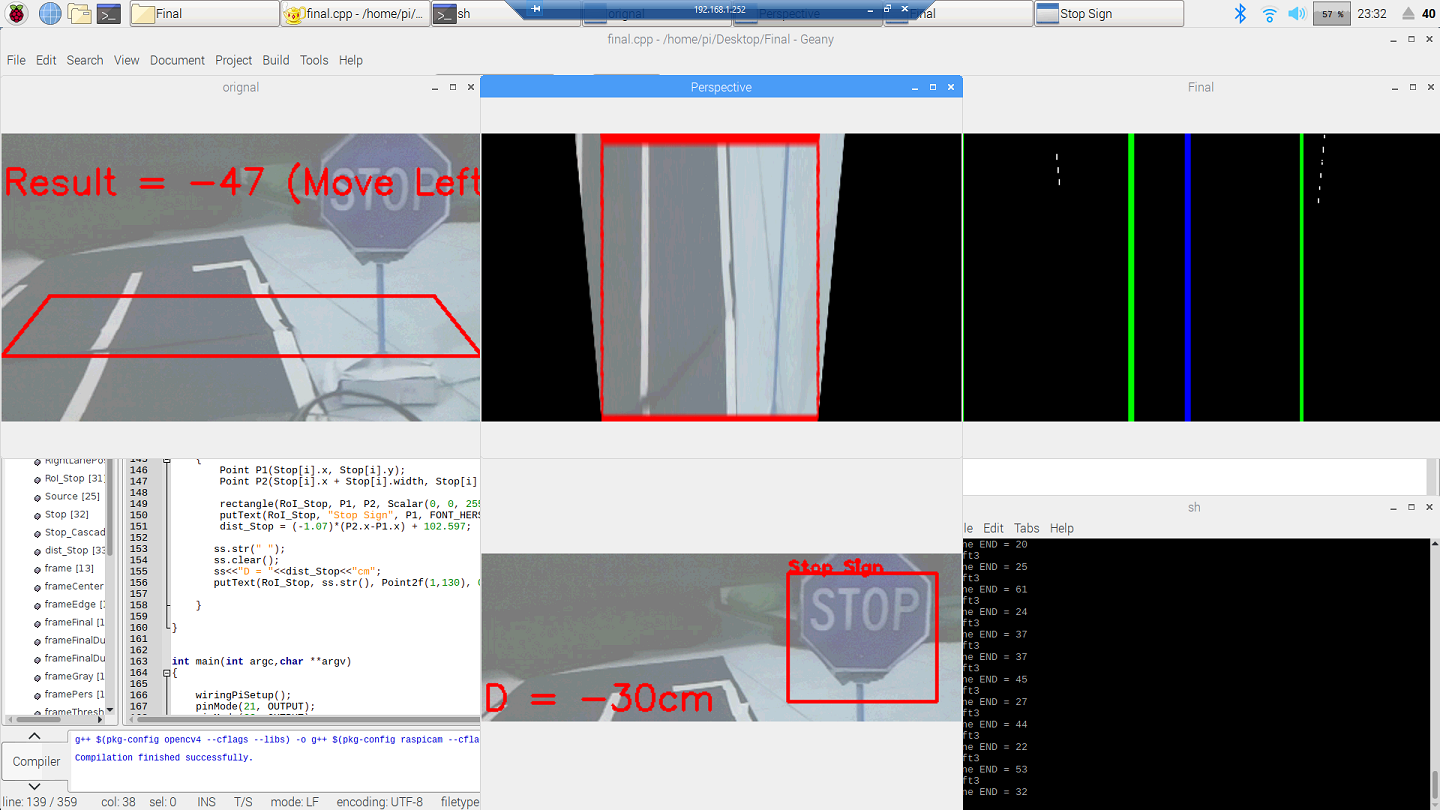 Final
final.cpp - /home/pi/...
sh
orignal
192.168.1.252
Perspective
Final
Stop Sign
57 %
23:32
40
final.cpp - /home/pi/Desktop/Final - Geany
File Edit Search View Document Project Build Tools Help
orignal
Perspective
Final
Result = -47 (Move Left
STOP
RightLanePos
RoI_Stop [31]
Source [25]
Stop [32]
Stop_Cascad
dist_Stop [33
frame [13]
frameCenter
frameEdge [
frameFinal [1
frameFinalDu
frameFinalDu
frameGray [1
framePers [1
frameThresh
145 {
146 Point P1(Stop[i].x, Stop[i].y);
147 Point P2(Stop[i].x + Stop[i].width, Stop[i]
148
149 rectangle(RoI_Stop, P1, P2, Scalar(0, 0, 255
150 putText(RoI_Stop, "Stop Sign", P1, FONT_HERS
151 dist_Stop = (-1.07)*(P2.x-P1.x) + 102.597;
152
153 ss.str(" ");
154 ss.clear();
155 ss<<"D = "<<dist_Stop<<"cm";
156 putText(RoI_Stop, ss.str(), Point2f(1,130), 0
157
158 }
159
160 }
161
162
163 int main(int argc,char **argv)
164 {
165
166 wiringPiSetup();
167 pinMode(21, OUTPUT);
Stop Sign
STOP
D = -30cm
sh
le Edit Tabs Help
ne END = 20
ft3
ne END = 25
ft3
ne END = 61
ft3
ne END = 24
ft3
ne END = 37
ft3
ne END = 37
ft3
ne END = 45
ft3
ne END = 27
ft3
ne END = 44
ft3
ne END = 22
ft3
ne END = 53
ft3
ne END = 32
Compiler
g++ $(pkg-config opencv4 --cflags --libs) -o g++ $(pkg-config raspicam --cfla
Compilation finished successfully.
line: 139 / 359 col: 38 sel: 0 INS T/S mode: LF encoding: UTF-8 filetype